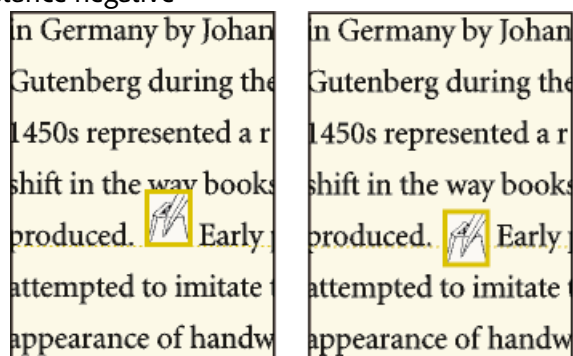 negative
in Germany by Johan
Gutenberg during the
1450s represented a r
shift in the way books
produced. Early
attempted to imitate
appearance of handw
in Germany by Johan
Gutenberg during the
1450s represented a r
shift in the way books
produced. Early
attempted to imitate
appearance of handw